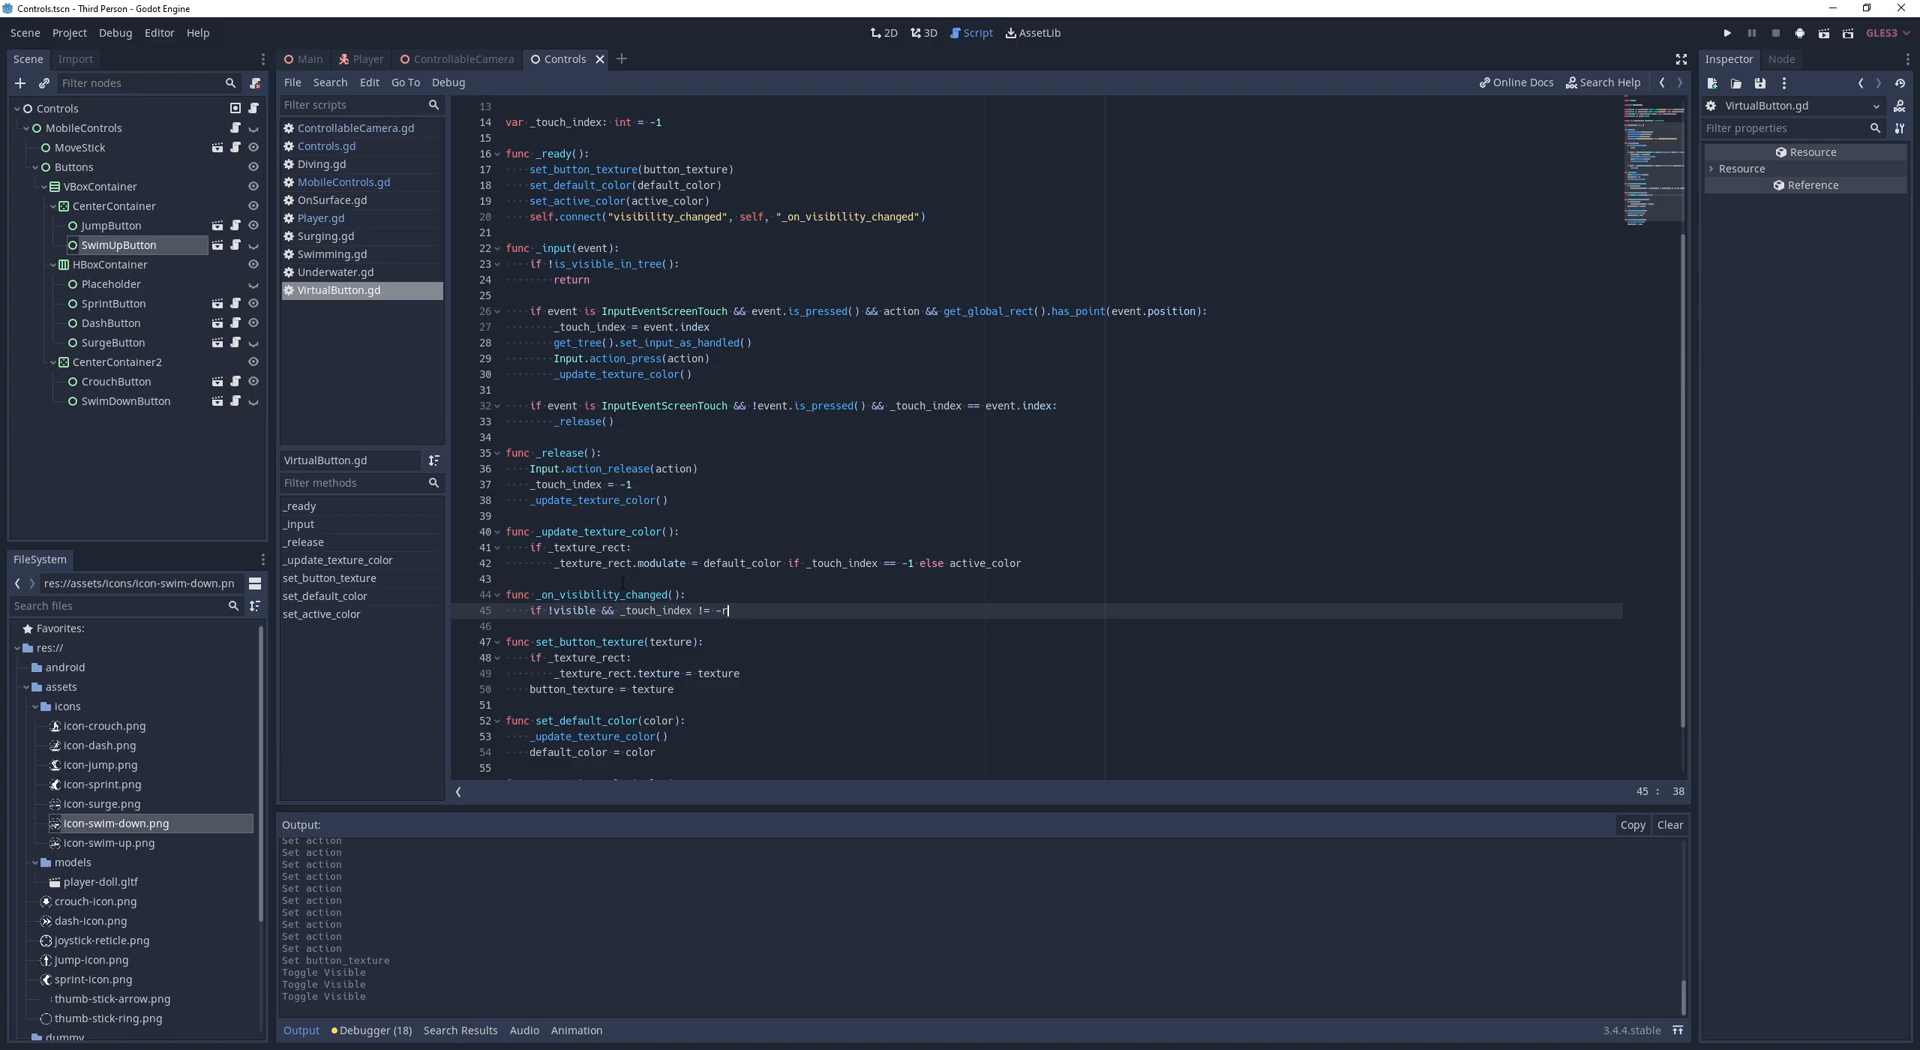 Controls.tscn - Third Person - Godot Engine
Scene Project Debug Editor Help
2D 3D Script AssetLib
GLES3
Scene Import
Filter nodes
Controls
MobileControls
MoveStick
Buttons
VBoxContainer
CenterContainer
JumpButton
SwimUpButton
HBoxContainer
Placeholder
SprintButton
DashButton
SurgeButton
CenterContainer2
CrouchButton
SwimDownButton
FileSystem
res://assets/icons/icon-swim-down.pn
Search files
Favorites:
res://
android
assets
icons
icon-crouch.png
icon-dash.png
icon-jump.png
icon-sprint.png
icon-surge.png
icon-swim-down.png
icon-swim-up.png
models
player-doll.gltf
crouch-icon.png
dash-icon.png
joystick-reticle.png
jump-icon.png
sprint-icon.png
thumb-stick-arrow.png
thumb-stick-ring.png
dummy
Main Player ControllableCamera Controls
File Search Edit Go To Debug
Online Docs Search Help
Filter scripts
ControllableCamera.gd
Controls.gd
Diving.gd
MobileControls.gd
OnSurface.gd
Player.gd
Surging.gd
Swimming.gd
Underwater.gd
VirtualButton.gd
VirtualButton.gd
Filter methods
_ready
_input
_release
_update_texture_color
set_button_texture
set_default_color
set_active_color
13
14 var _touch_index: int = -1
15
16 func _ready():
17 set_button_texture(button_texture)
18 set_default_color(default_color)
19 set_active_color(active_color)
20 self.connect("visibility_changed", self, "_on_visibility_changed")
21
22 func _input(event):
23 if !is_visible_in_tree():
24 return
25
26 if event is InputEventScreenTouch && event.is_pressed() && action && get_global_rect().has_point(event.position):
27 _touch_index = event.index
28 get_tree().set_input_as_handled()
29 Input.action_press(action)
30 _update_texture_color()
31
32 if event is InputEventScreenTouch && !event.is_pressed() && _touch_index == event.index:
33 _release()
34
35 func _release():
36 Input.action_release(action)
37 _touch_index = -1
38 _update_texture_color()
39
40 func _update_texture_color():
41 if _texture_rect:
42 _texture_rect.modulate = default_color if _touch_index == -1 else active_color
43
44 func _on_visibility_changed():
45 if !visible && _touch_index != -r
46
47 func set_button_texture(texture):
48 if _texture_rect:
49 _texture_rect.texture = texture
50 button_texture = texture
51
52 func set_default_color(color):
53 _update_texture_color()
54 default_color = color
55
45 : 38
Output:
Copy Clear
Set action
Set action
Set action
Set action
Set action
Set action
Set action
Set action
Set action
Set action
Set button_texture
Toggle Visible
Toggle Visible
Toggle Visible
Output Debugger (18) Search Results Audio Animation
3.4.4.stable
Inspector Node
VirtualButton.gd
Filter properties
Resource
Resource
Reference